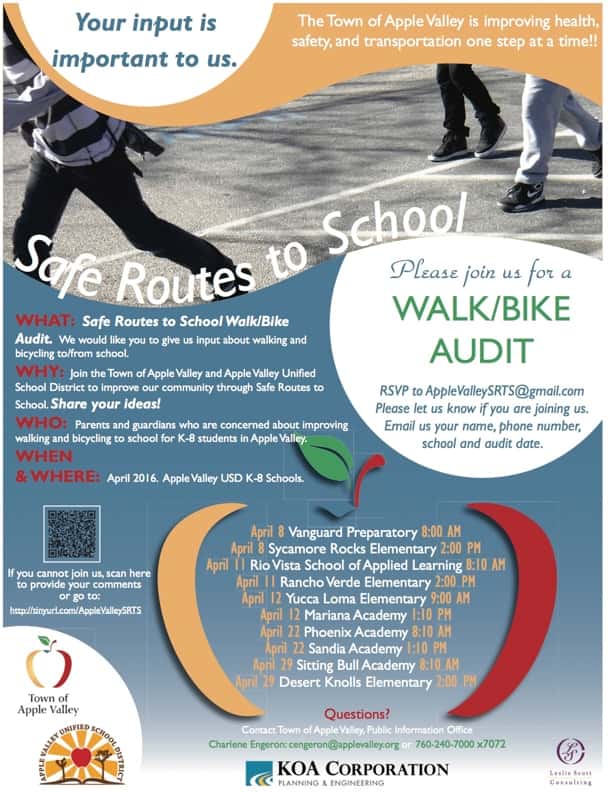 Your input is
important to us.
The Town of Apple Valley is improving health,
safety, and transportation one step at a time!!
Safe Routes to School
Please join us for a
WALK/BIKE
AUDIT
RSVP to AppleValleySRTS@gmail.com
Please let us know if you are joining us.
Email us your name, phone number,
school and audit date.
WHAT: Safe Routes to School Walk/Bike
Audit. We would like you to give us input about walking and
bicycling to/from school.
WHY: Join the Town of Apple Valley and Apple Valley Unified
School District to improve our community through Safe Routes to
School. Share your ideas!
WHO: Parents and guardians who are concerned about improving
walking and bicycling to school for K-8 students in Apple Valley.
WHEN
& WHERE: April 2016. Apple Valley USD K-8 Schools.
If you cannot join us, scan here
to provide your comments
or go to:
http://tinyurl.com/AppleValleySRTS
April 8 Vanguard Preparatory 8:00 AM
April 8 Sycamore Rocks Elementary 2:00 PM
April 11 Rio Vista School of Applied Learning 8:10 AM
April 11 Rancho Verde Elementary 2:00 PM
April 12 Yucca Loma Elementary 9:00 AM
April 12 Mariana Academy 1:10 PM
April 22 Phoenix Academy 8:10 AM
April 22 Sandia Academy 1:10 PM
April 29 Sitting Bull Academy 8:10 AM
April 29 Desert Knolls Elementary 2:00 PM
Town of
Apple Valley
APPLE VALLEY UNIFIED SCHOOL DISTRICT
Questions?
Contact Town of Apple Valley, Public Information Office
Charlene Engeron: cengeron@applevalley.org or 760-240-7000 x7072
KOA CORPORATION
PLANNING & ENGINEERING
LS
Leslie Scott
Consulting